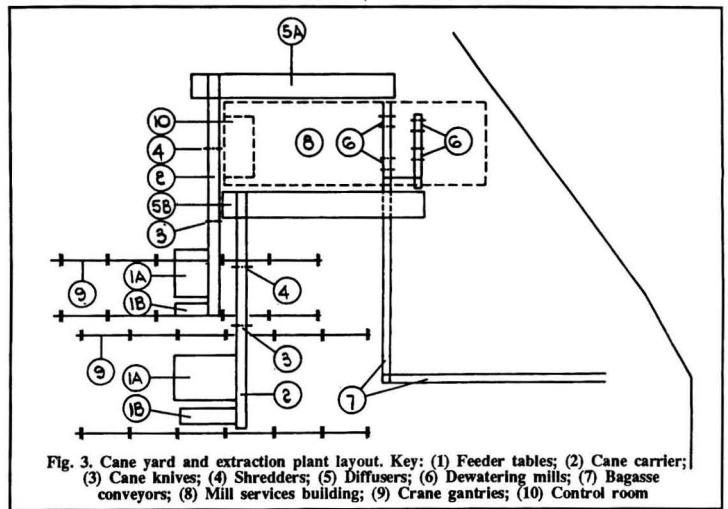 5A
10
4
8
6
6
2
5B
3
1A
9
4
1B
3
9
1A
2
1B
7
Fig. 3. Cane yard and extraction plant layout. Key: (1) Feeder tables; (2) Cane carrier;
(3) Cane knives; (4) Shredders; (5) Diffusers; (6) Dewatering mills; (7) Bagasse
conveyors; (8) Mill services building; (9) Crane gantries; (10) Control room